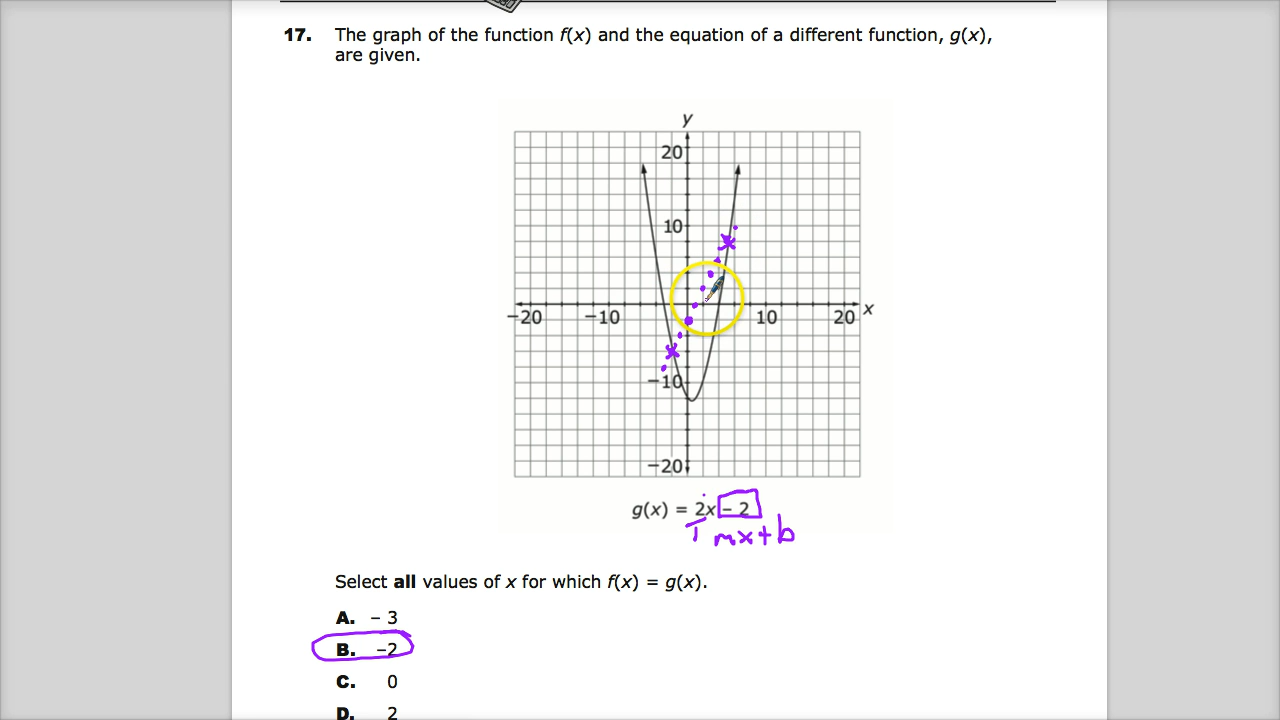 17. The graph of the function f(x) and the equation of a different function, g(x),
are given.
y
20
10
−20 −10 10 20 x
−10
−20
g(x) = 2x − 2
1 mx+b
Select all values of x for which f(x) = g(x).
A. − 3
B. −2
C. 0
D. 2